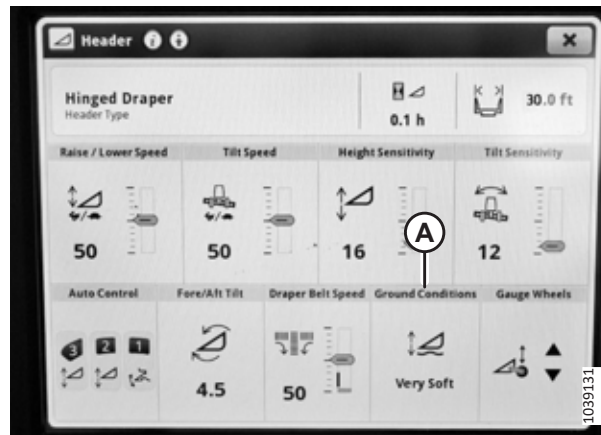 Header
Hinged Draper
Header Type
0.1 h
30.0 ft
Raise / Lower Speed
Tilt Speed
Height Sensitivity
Tilt Sensitivity
50
50
16
12
A
Auto Control
Fore/Aft Tilt
Draper Belt Speed
Ground Conditions
Gauge Wheels
3 2 1
4.5
50
Very Soft
1039131